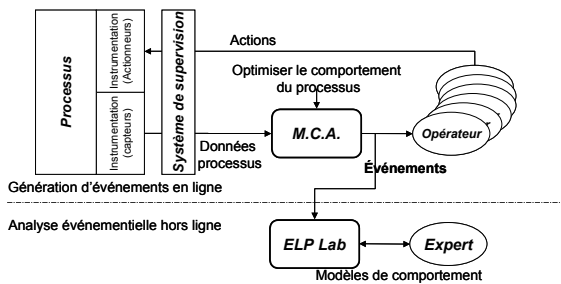 Processus
Instrumentation
(Actionneurs)
Instrumentation
(capteurs)
Système de supervision
Actions
Optimiser le comportement
du processus
M.C.A.
Opérateur
Données
processus
Événements
Génération d'événements en ligne
Analyse événementielle hors ligne
ELP Lab
Expert
Modèles de comportement